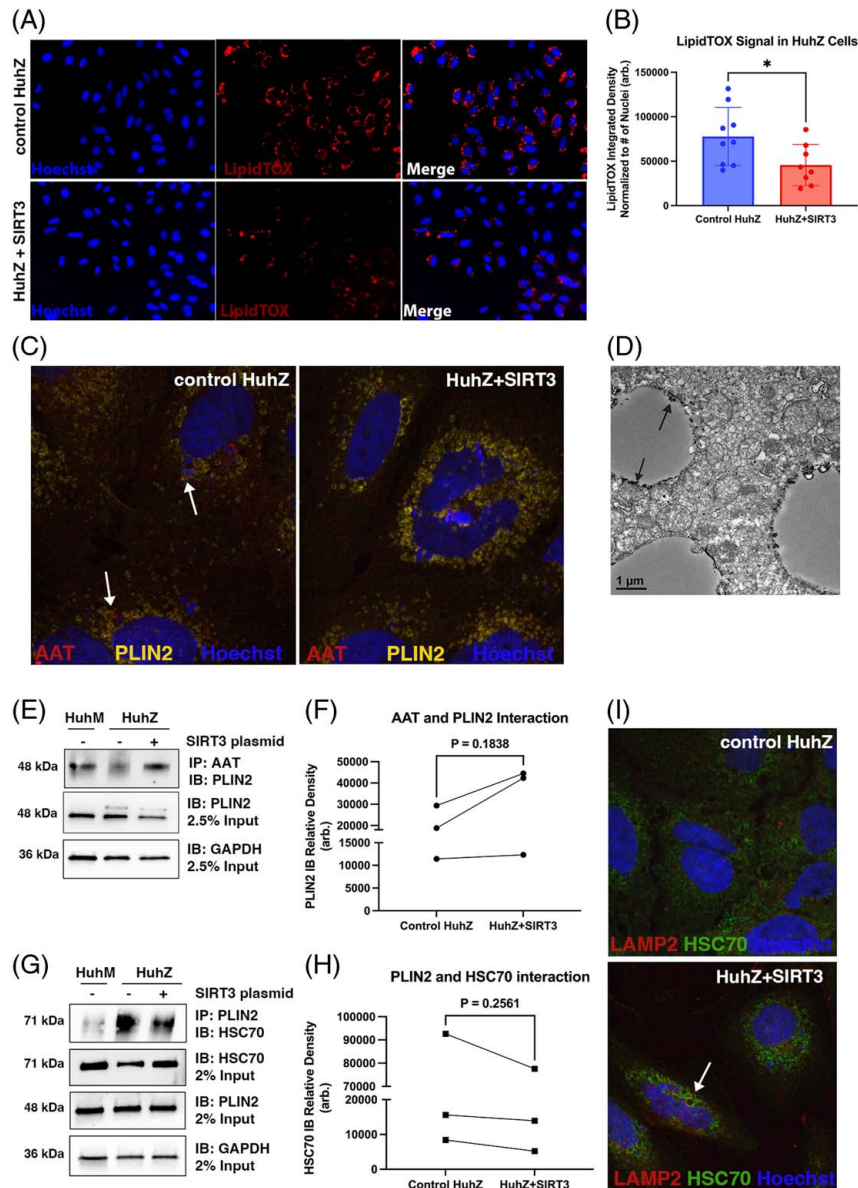 (A)
control HuhZ
Hoechst
LipidTOX
Merge
HuhZ + SIRT3
Hoechst
LipidTOX
Merge
(B)
LipidTOX Signal in HuhZ Cells
*
LipidTOX Integrated Density
Normalized to # of Nuclei (arb.)
150000
100000
50000
0
Control HuhZ
HuhZ+SIRT3
(C)
control HuhZ
AAT PLIN2 Hoechst
HuhZ+SIRT3
AAT PLIN2 Hoechst
(D)
1 µm
(E)
HuhM HuhZ
- - + SIRT3 plasmid
48 kDa
IP: AAT
IB: PLIN2
48 kDa
IB: PLIN2
2.5% Input
36 kDa
IB: GAPDH
2.5% Input
(F)
AAT and PLIN2 Interaction
P = 0.1838
PLIN2 IB Relative Density
(arb.)
50000
40000
30000
20000
15000
10000
5000
0
Control HuhZ
HuhZ+SIRT3
(G)
HuhM HuhZ
- - + SIRT3 plasmid
71 kDa
IP: PLIN2
IB: HSC70
71 kDa
IB: HSC70
2% Input
48 kDa
IB: PLIN2
2% Input
36 kDa
IB: GAPDH
2% Input
(H)
PLIN2 and HSC70 interaction
P = 0.2561
HSC70 IB Relative Density
(arb.)
100000
90000
80000
70000
20000
10000
0
Control HuhZ
HuhZ+SIRT3
(I)
control HuhZ
LAMP2 HSC70 Hoechst
HuhZ+SIRT3
LAMP2 HSC70 Hoechst